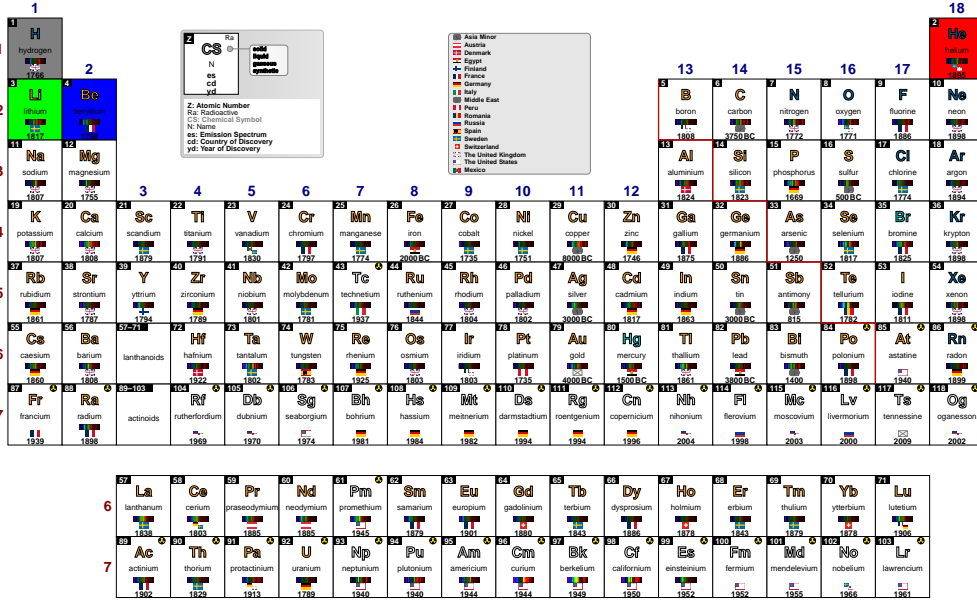 1 18
1 H hydrogen 1766
2 He helium 1895
Z Ra
CS
N
es
cd
yd
solid
liquid
gaseous
synthetic
Z: Atomic Number
Ra: Radioactive
CS: Chemical Symbol
N: Name
es: Emission Spectrum
cd: Country of Discovery
yd: Year of Discovery
Asia Minor
Austria
Denmark
Egypt
Finland
France
Germany
Italy
Middle East
Peru
Romania
Russia
Spain
Sweden
Switzerland
The United Kingdom
The United States
Mexico
2 13 14 15 16 17
3 Li lithium 1817
4 Be beryllium
5 B boron 1808
6 C carbon 3750 BC
7 N nitrogen 1772
8 O oxygen 1771
9 F fluorine 1886
10 Ne neon 1898
11 Na sodium 1807
12 Mg magnesium 1755
13 Al aluminium 1824
14 Si silicon 1823
15 P phosphorus 1669
16 S sulfur 500 BC
17 Cl chlorine 1774
18 Ar argon 1894
3 4 5 6 7 8 9 10 11 12
19 K potassium 1807
20 Ca calcium 1808
21 Sc scandium 1879
22 Ti titanium 1791
23 V vanadium 1830
24 Cr chromium 1797
25 Mn manganese 1774
26 Fe iron 2000 BC
27 Co cobalt 1735
28 Ni nickel 1751
29 Cu copper 8000 BC
30 Zn zinc 1746
31 Ga gallium 1875
32 Ge germanium 1886
33 As arsenic 1250
34 Se selenium 1817
35 Br bromine 1825
36 Kr krypton 1898
37 Rb rubidium 1861
38 Sr strontium 1787
39 Y yttrium 1794
40 Zr zirconium 1789
41 Nb niobium 1801
42 Mo molybdenum 1781
43 Tc technetium 1937
44 Ru ruthenium 1844
45 Rh rhodium 1804
46 Pd palladium 1802
47 Ag silver 3000 BC
48 Cd cadmium 1817
49 In indium 1863
50 Sn tin 3000 BC
51 Sb antimony 815
52 Te tellurium 1782
53 I iodine 1811
54 Xe xenon 1898
55 Cs caesium 1860
56 Ba barium 1808
57–71 lanthanoids
72 Hf hafnium 1922
73 Ta tantalum 1802
74 W tungsten 1783
75 Re rhenium 1925
76 Os osmium 1803
77 Ir iridium 1803
78 Pt platinum 1735
79 Au gold 4000 BC
80 Hg mercury 1500 BC
81 Tl thallium 1861
82 Pb lead 3800 BC
83 Bi bismuth 1400
84 Po polonium 1898
85 At astatine 1940
86 Rn radon 1899
87 Fr francium 1939
88 Ra radium 1898
89–103 actinoids
104 Rf rutherfordium 1969
105 Db dubnium 1970
106 Sg seaborgium 1974
107 Bh bohrium 1981
108 Hs hassium 1984
109 Mt meitnerium 1982
110 Ds darmstadtium 1994
111 Rg roentgenium 1994
112 Cn copernicium 1996
113 Nh nihonium 2004
114 Fl flerovium 1998
115 Mc moscovium 2003
116 Lv livermorium 2000
117 Ts tennessine 2009
118 Og oganesson 2002
6
57 La lanthanum 1838
58 Ce cerium 1803
59 Pr praseodymium 1885
60 Nd neodymium 1885
61 Pm promethium 1945
62 Sm samarium 1879
63 Eu europium 1901
64 Gd gadolinium 1880
65 Tb terbium 1843
66 Dy dysprosium 1886
67 Ho holmium 1878
68 Er erbium 1843
69 Tm thulium 1879
70 Yb ytterbium 1878
71 Lu lutetium 1906
7
89 Ac actinium 1902
90 Th thorium 1829
91 Pa protactinium 1913
92 U uranium 1789
93 Np neptunium 1940
94 Pu plutonium 1940
95 Am americium 1944
96 Cm curium 1944
97 Bk berkelium 1949
98 Cf californium 1950
99 Es einsteinium 1952
100 Fm fermium 1952
101 Md mendelevium 1955
102 No nobelium 1966
103 Lr lawrencium 1961